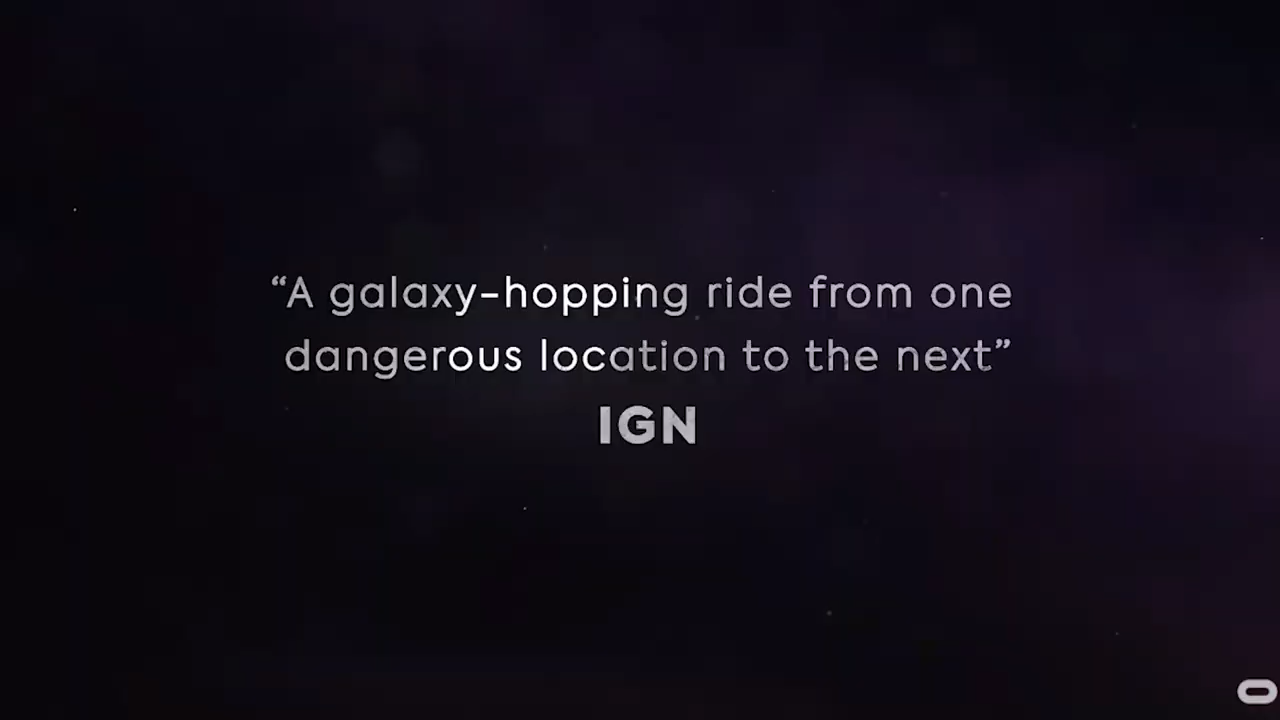 “A galaxy-hopping ride from one
dangerous location to the next”
IGN